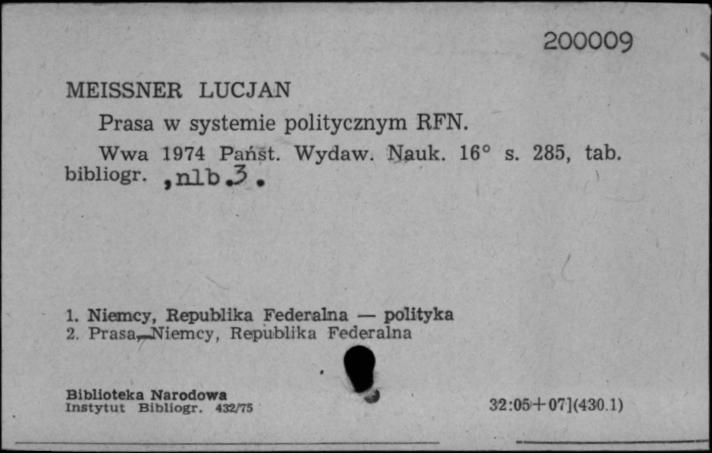 200009
MEISSNER LUCJAN
Prasa w systemie politycznym RFN.
Wwa 1974 Państ. Wydaw. Nauk. 16° s. 285, tab.
bibliogr. , nlb. 3.
1. Niemcy, Republika Federalna — polityka
2. Prasa—Niemcy, Republika Federalna
Biblioteka Narodowa
Instytut Bibliogr. 432/75
32:05+07](430.1)